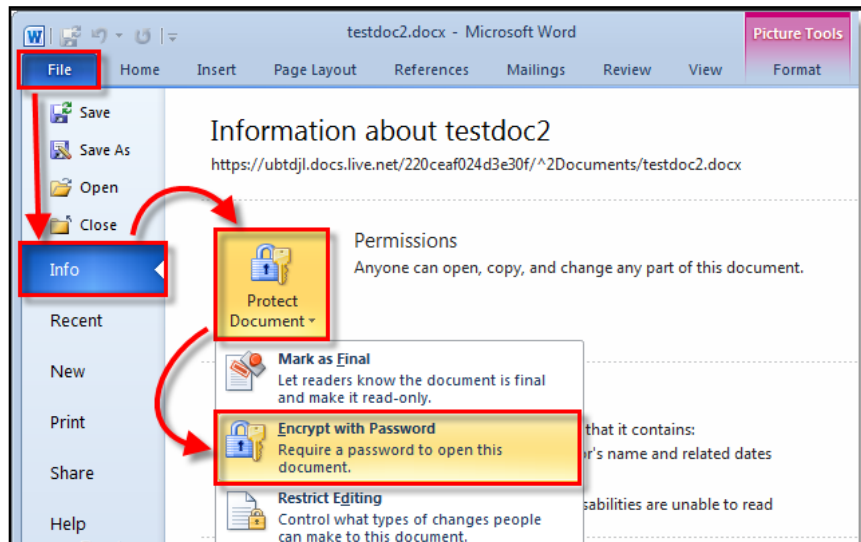 testdoc2.docx - Microsoft Word
Picture Tools
File Home Insert Page Layout References Mailings Review View Format
Save
Save As
Open
Close
Info
Recent
New
Print
Share
Help
Information about testdoc2
https://ubtdjl.docs.live.net/220ceaf024d3e30f/^2Documents/testdoc2.docx
Protect
Document
Permissions
Anyone can open, copy, and change any part of this document.
Mark as Final
Let readers know the document is final
and make it read-only.
Encrypt with Password
Require a password to open this
document.
Restrict Editing
Control what types of changes people
can make to this document.
that it contains:
r's name and related dates
sabilities are unable to read